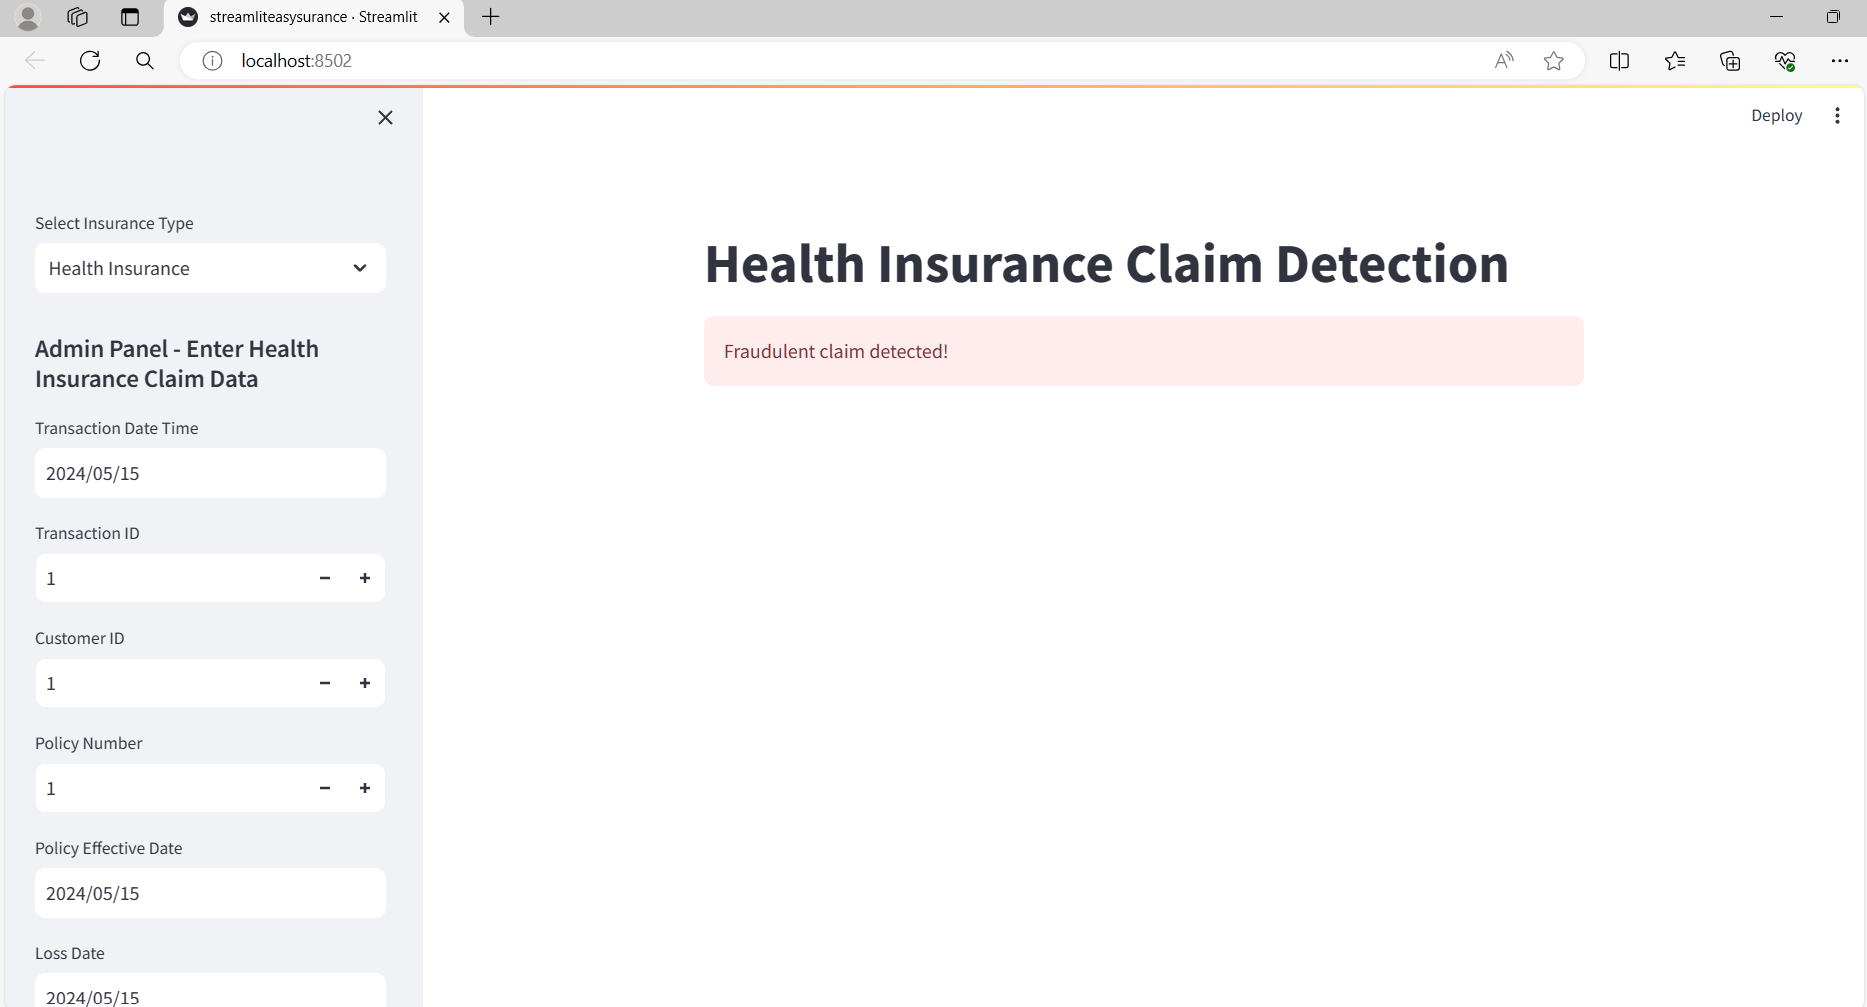 streamliteasysurance · Streamlit
localhost:8502
Deploy
Select Insurance Type
Health Insurance
Admin Panel - Enter Health
Insurance Claim Data
Transaction Date Time
2024/05/15
Transaction ID
1
Customer ID
1
Policy Number
1
Policy Effective Date
2024/05/15
Loss Date
2024/05/15
Health Insurance Claim Detection
Fraudulent claim detected!